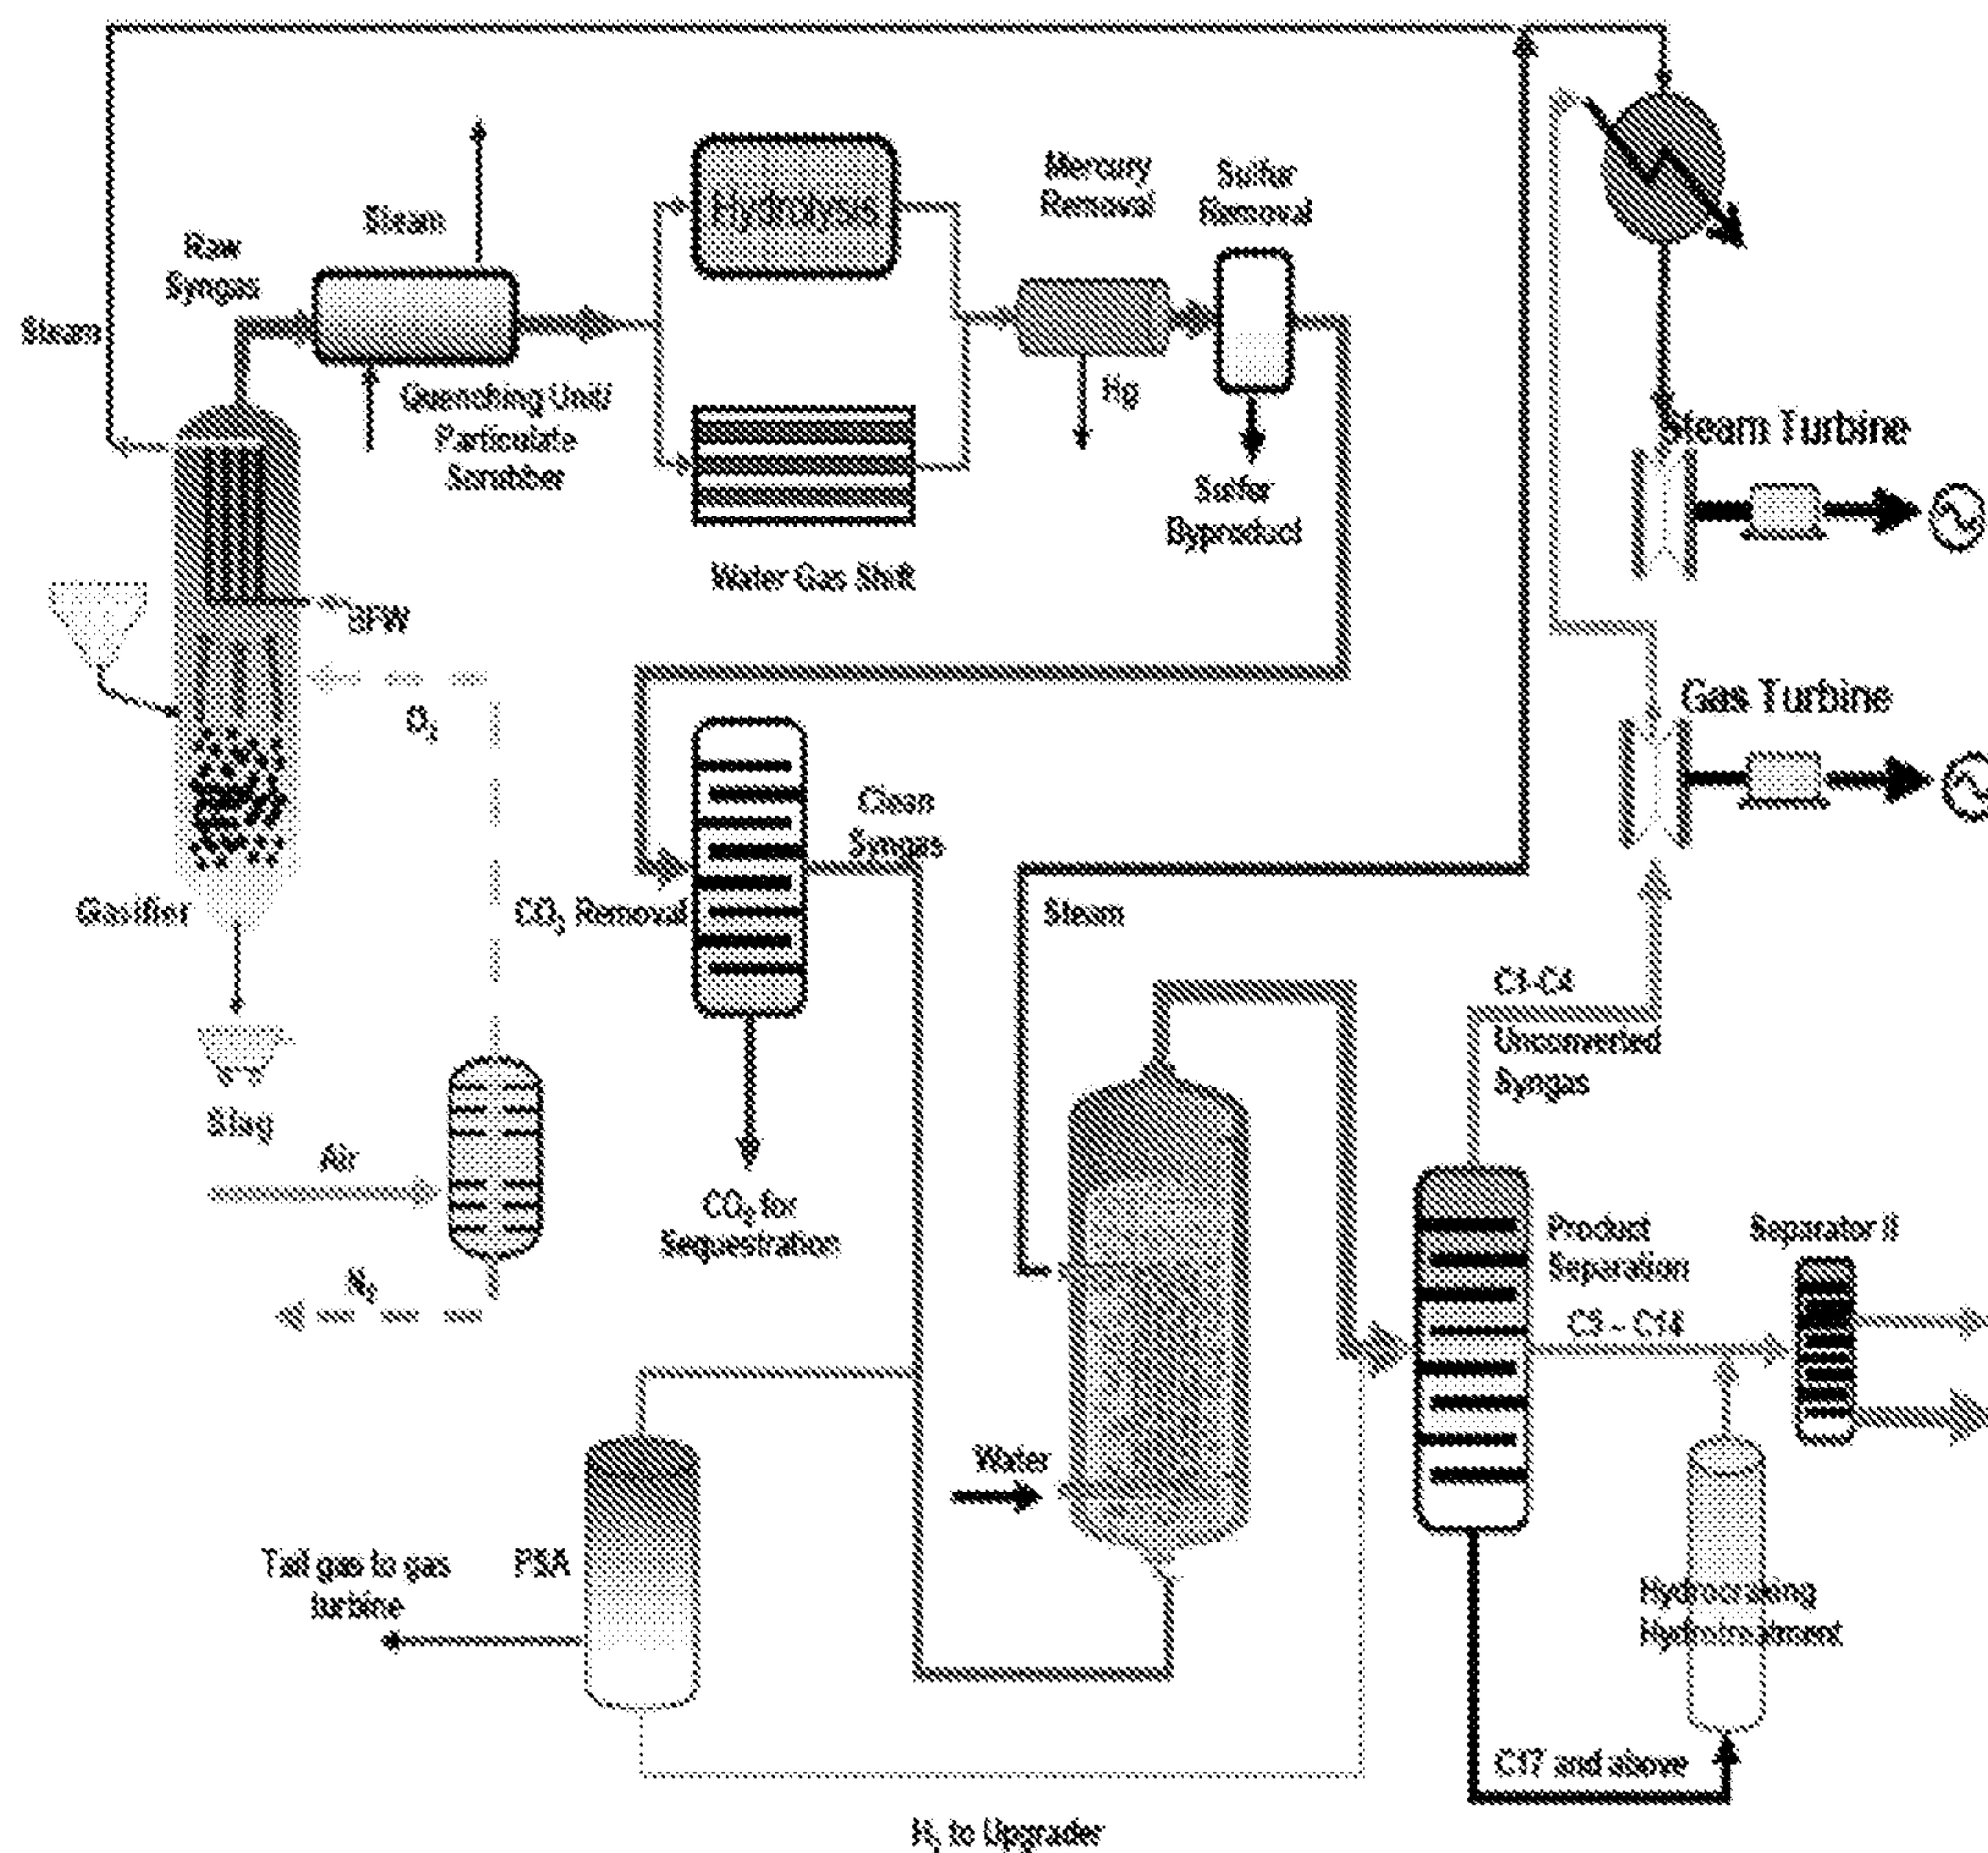 Steam
Raw
Syngas
Steam
Quenching Unit/
Particulate
Scrubber
Hydrolysis
Water Gas Shift
Mercury
Removal
Hg
Sulfur
Removal
Sulfur
Byproduct
Steam Turbine
Gas Turbine
BFW
O₂
Gasifier
Slag
Air
N₂
CO₂ Removal
Clean
Syngas
CO₂ for
Sequestration
Steam
C1-C4
Unconverted
Syngas
Product
Separation
Separator II
Water
PSA
Tail gas to gas
turbine
Hydrotreatment
C17 and above
H₂ to Upgrader